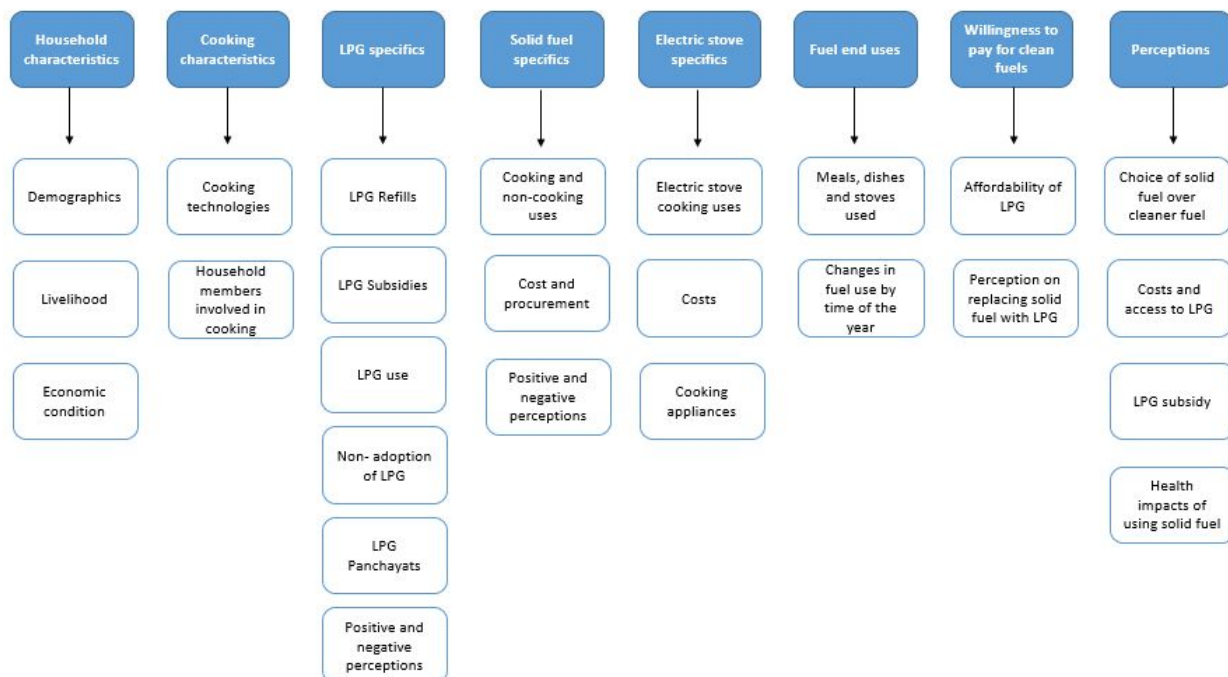 Household
characteristics
Cooking
characteristics
LPG specifics
Solid fuel
specifics
Electric stove
specifics
Fuel end uses
Willingness to
pay for clean
fuels
Perceptions
Demographics
Livelihood
Economic
condition
Cooking
technologies
Household
members
involved in
cooking
LPG Refills
LPG Subsidies
LPG use
Non- adoption
of LPG
LPG
Panchayats
Positive and
negative
perceptions
Cooking and
non-cooking
uses
Cost and
procurement
Positive and
negative
perceptions
Electric stove
cooking uses
Costs
Cooking
appliances
Meals, dishes
and stoves
used
Changes in
fuel use by
time of the
year
Affordability of
LPG
Perception on
replacing solid
fuel with LPG
Choice of solid
fuel over
cleaner fuel
Costs and
access to LPG
LPG subsidy
Health
impacts of
using solid fuel